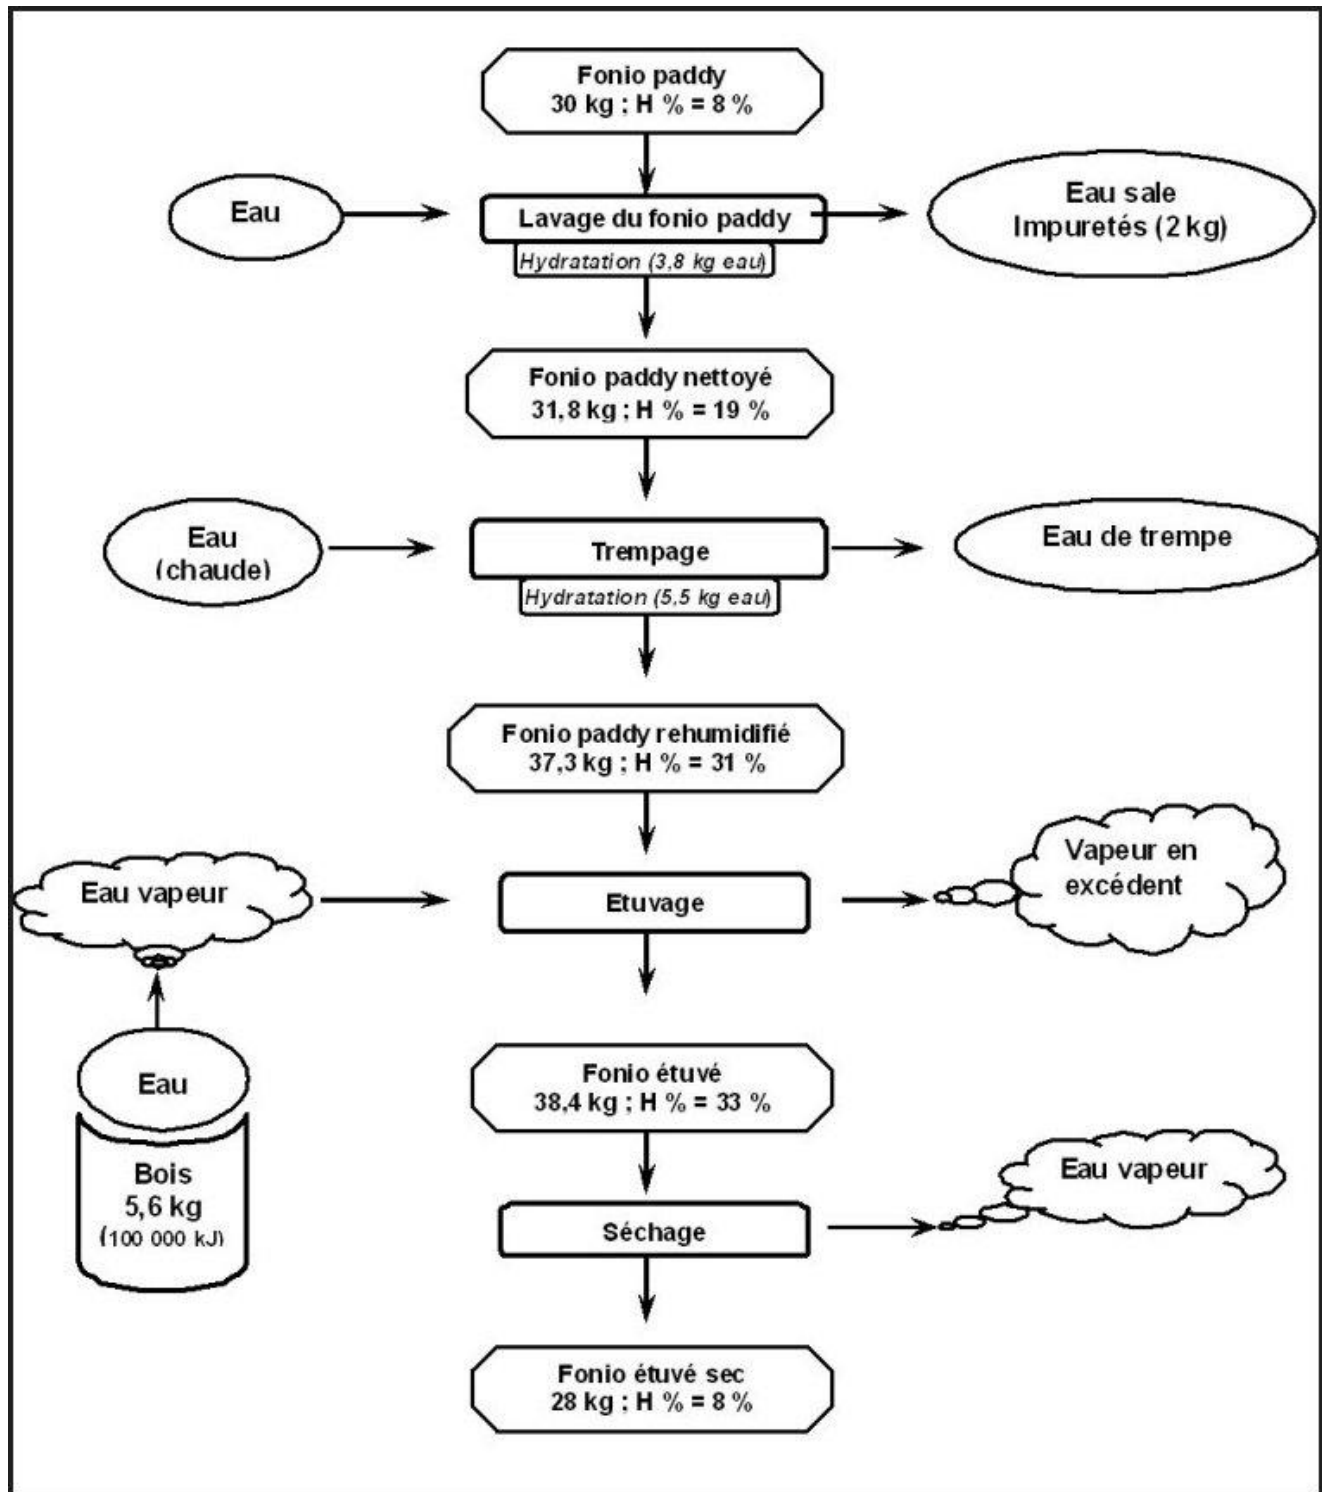 Fonio paddy
30 kg ; H % = 8 %
Eau
Lavage du fonio paddy
Eau sale
Impuretés (2 kg)
Hydratation (3,8 kg eau)
Fonio paddy nettoyé
31,8 kg ; H % = 19 %
Eau
(chaude)
Trempage
Eau de trempe
Hydratation (5,5 kg eau)
Fonio paddy rehumidifié
37,3 kg ; H % = 31 %
Eau vapeur
Etuvage
Vapeur en
excédent
Eau
Bois
5,6 kg
(100 000 kJ)
Fonio étuvé
38,4 kg ; H % = 33 %
Séchage
Eau vapeur
Fonio étuvé sec
28 kg ; H % = 8 %